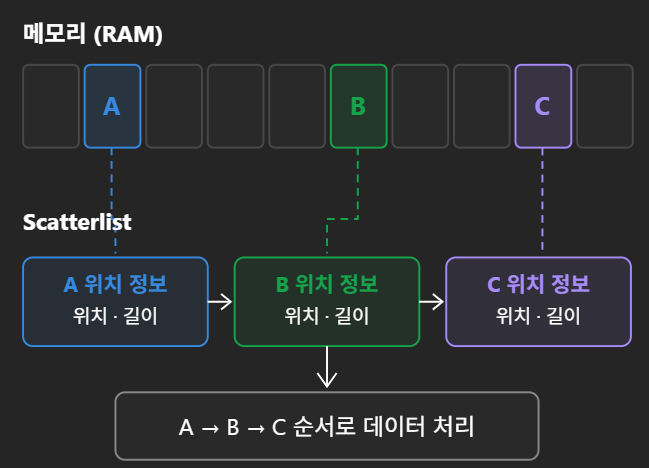 메모리 (RAM)
A
B
C
Scatterlist
A 위치 정보
위치 · 길이
B 위치 정보
위치 · 길이
C 위치 정보
위치 · 길이
A → B → C 순서로 데이터 처리